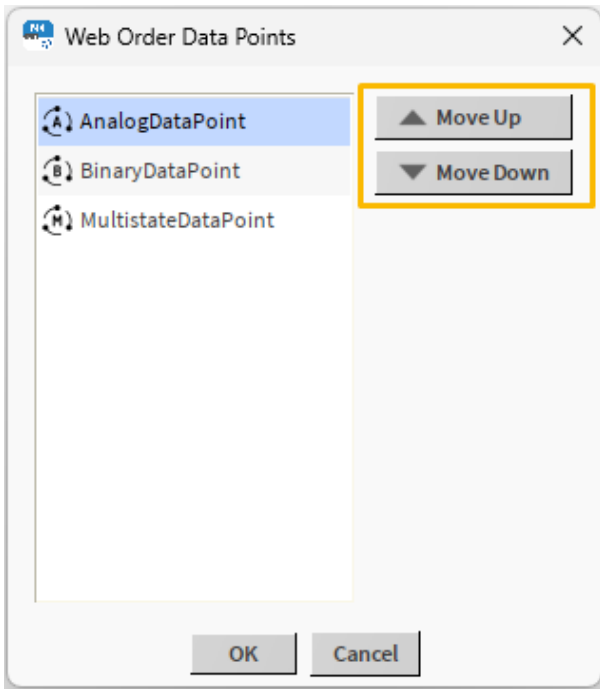 Web Order Data Points
AnalogDataPoint
BinaryDataPoint
MultistateDataPoint
Move Up
Move Down
OK
Cancel